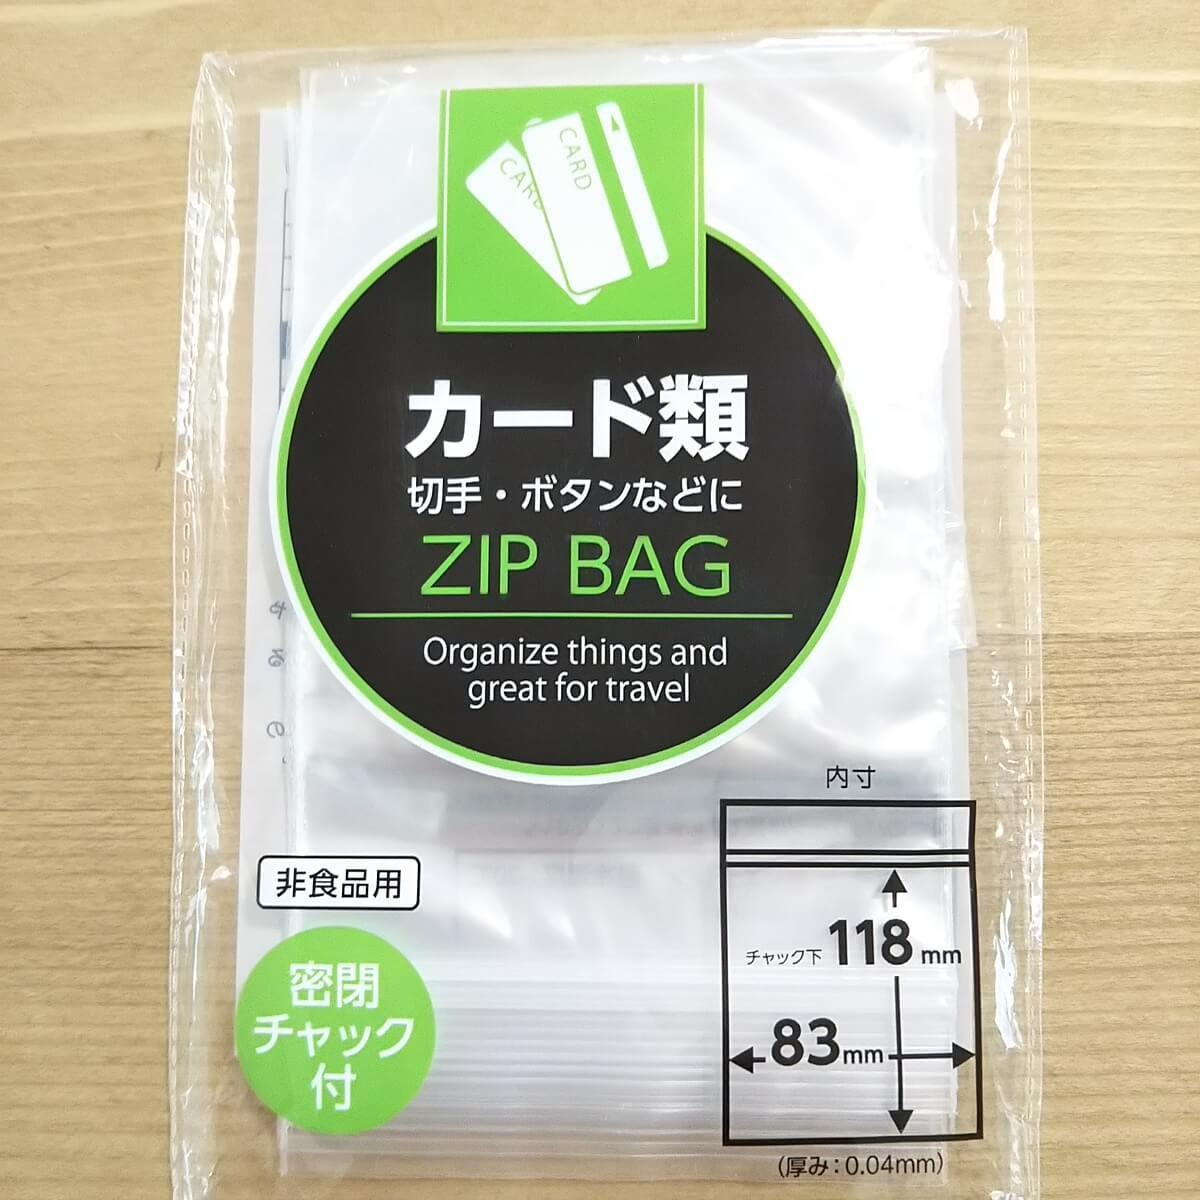 CARD
CARD
カード類
切手・ボタンなどに
ZIP BAG
Organize things and
great for travel
内寸
非食品用
チャック下 118 mm
83mm
密閉
チャック
付
(厚み:0.04mm)